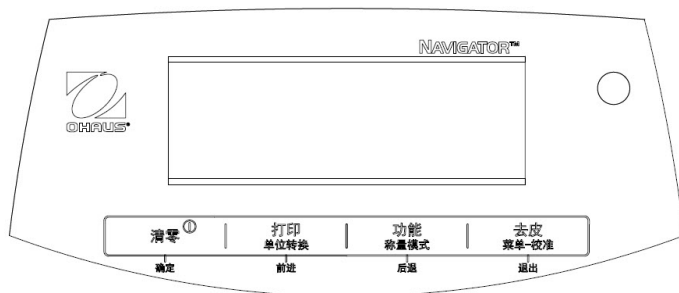 NAVIGATOR™
OHAUS®
清零 打印 功能 去皮
单位转换 称量模式 菜单-校准
确定 前进 后退 退出